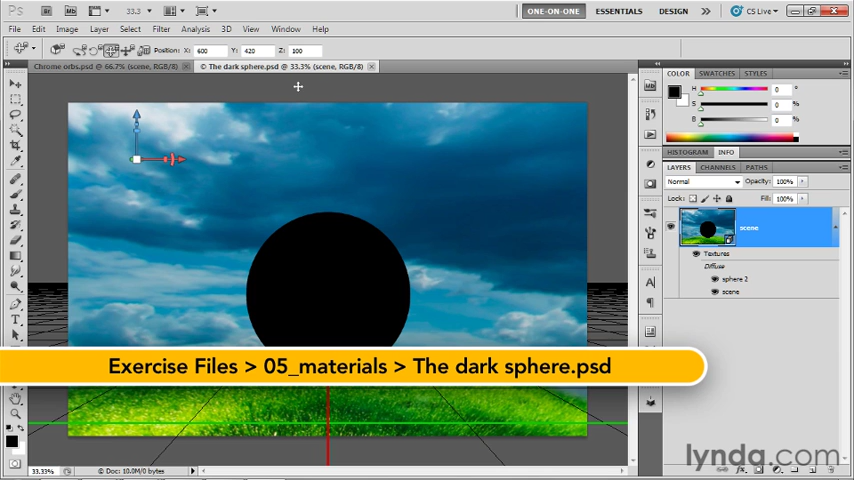 Ps Br Mb 33.3 ONE-ON-ONE ESSENTIALS DESIGN CS Live
File Edit Image Layer Select Filter Analysis 3D View Window Help
Position: X: 600 Y: 420 Z: 100
Chrome orbs.psd @ 66.7% (scene, RGB/8) × © The dark sphere.psd @ 33.3% (scene, RGB/8) ×
COLOR SWATCHES STYLES
H 0 °
S 0 %
B 0 %
HISTOGRAM INFO
LAYERS CHANNELS PATHS
Normal Opacity: 100%
Lock: Fill: 100%
scene
Textures
Diffuse
sphere 2
scene
Exercise Files > 05_materials > The dark sphere.psd
lynda.com
33.33% Doc: 10.0M/0 bytes